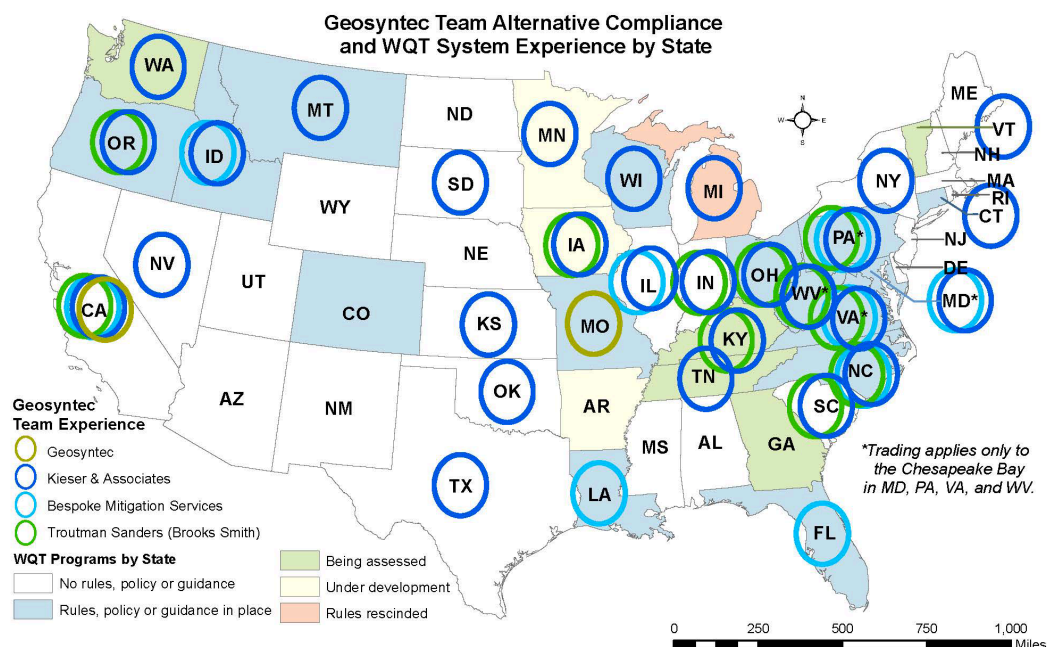 Geosyntec Team Alternative Compliance
and WQT System Experience by State
WA
MT
ND
MN
ME
VT
OR
ID
SD
WI
MI
NY
NH
MA
RI
CT
WY
NE
IA
PA*
NJ
NV
UT
CO
IL
IN
OH
WV*
DE
MD*
CA
KS
MO
KY
VA*
OK
TN
NC
AZ
NM
AR
SC
MS
AL
GA
TX
LA
FL
N
W
E
S
*Trading applies only to
the Chesapeake Bay
in MD, PA, VA, and WV.
Geosyntec
Team Experience
Geosyntec
Kieser & Associates
Bespoke Mitigation Services
Troutman Sanders (Brooks Smith)
WQT Programs by State
No rules, policy or guidance
Rules, policy or guidance in place
Being assessed
Under development
Rules rescinded
0 250 500 750 1,000
Miles